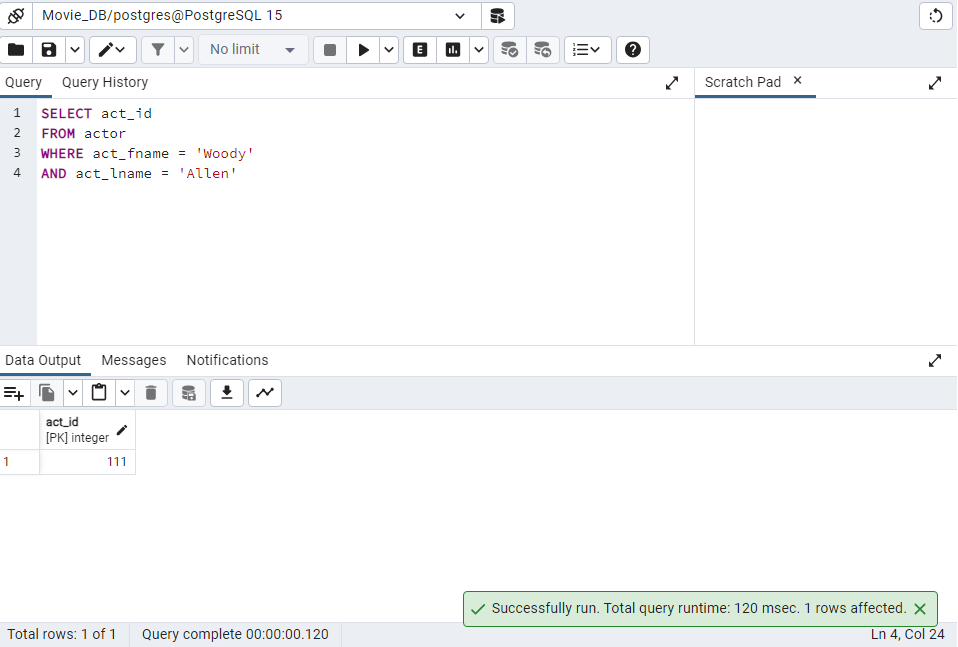 Movie_DB/postgres@PostgreSQL 15
No limit
E
Query
Query History
Scratch Pad
1 SELECT act_id
2 FROM actor
3 WHERE act_fname = 'Woody'
4 AND act_lname = 'Allen'
Data Output
Messages
Notifications
act_id
[PK] integer
1 111
Successfully run. Total query runtime: 120 msec. 1 rows affected.
Total rows: 1 of 1
Query complete 00:00:00.120
Ln 4, Col 24